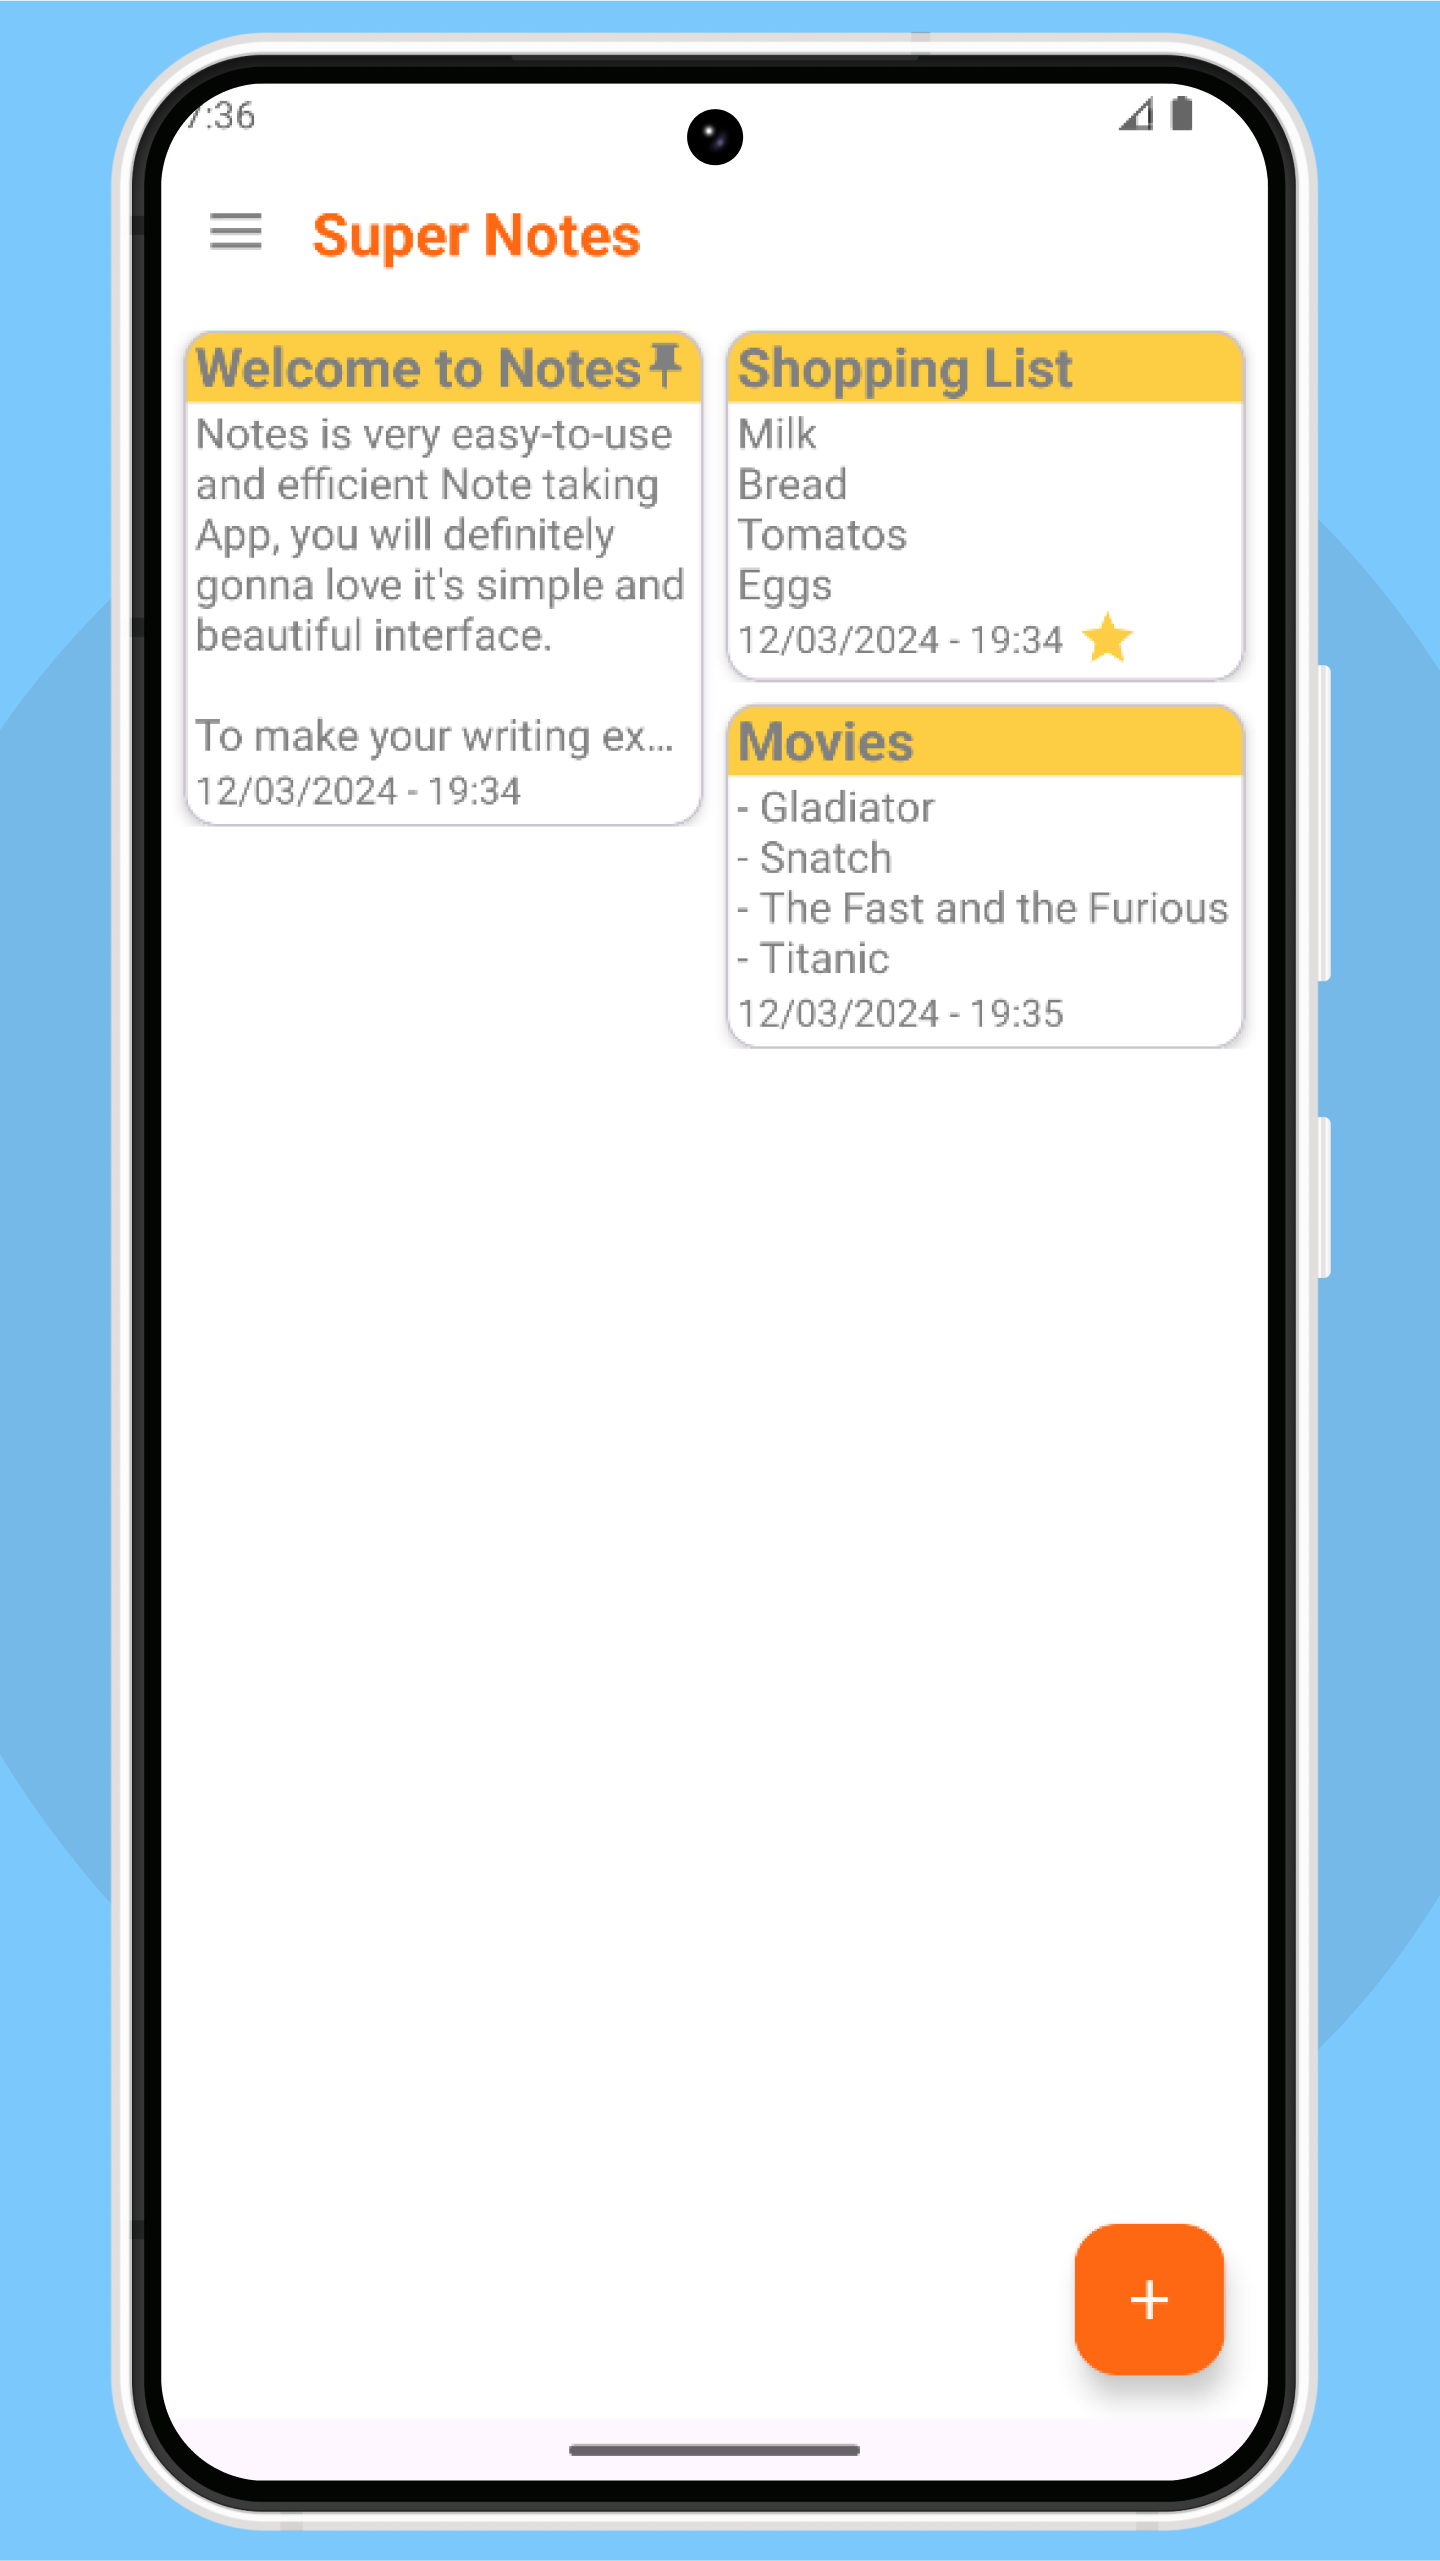 :36
Super Notes
Welcome to Notes
Notes is very easy-to-use
and efficient Note taking
App, you will definitely
gonna love it's simple and
beautiful interface.
To make your writing ex...
12/03/2024 - 19:34
Shopping List
Milk
Bread
Tomatos
Eggs
12/03/2024 - 19:34
Movies
- Gladiator
- Snatch
- The Fast and the Furious
- Titanic
12/03/2024 - 19:35
+